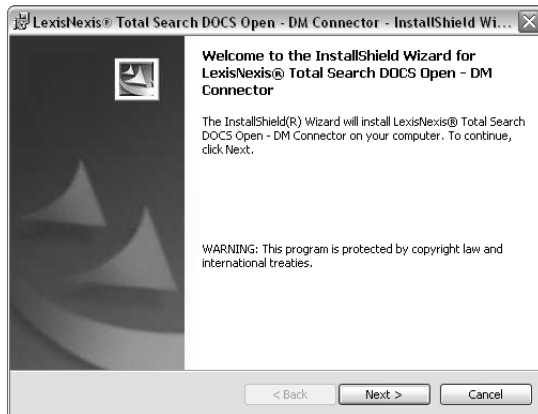 LexisNexis® Total Search DOCS Open - DM Connector - InstallShield Wi...
Welcome to the InstallShield Wizard for
LexisNexis® Total Search DOCS Open - DM
Connector
The InstallShield(R) Wizard will install LexisNexis® Total Search
DOCS Open - DM Connector on your computer. To continue,
click Next.
WARNING: This program is protected by copyright law and
international treaties.
< Back
Next >
Cancel